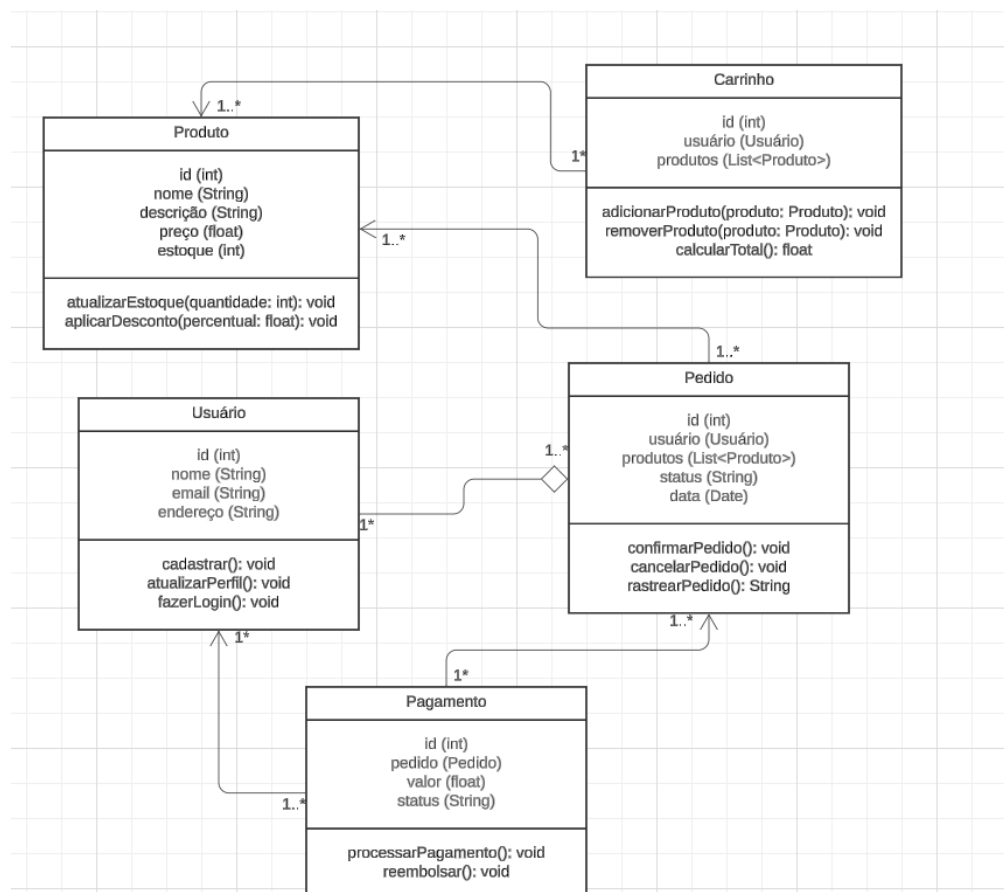 Carrinho
id (int)
usuário (Usuário)
produtos (List<Produto>)
adicionarProduto(produto: Produto): void
removerProduto(produto: Produto): void
calcularTotal(): float
1*
1..*
Produto
id (int)
nome (String)
descrição (String)
preço (float)
estoque (int)
atualizarEstoque(quantidade: int): void
aplicarDesconto(percentual: float): void
1..*
1..*
Pedido
id (int)
usuário (Usuário)
produtos (List<Produto>)
status (String)
data (Date)
confirmarPedido(): void
cancelarPedido(): void
rastrearPedido(): String
1..*
1*
Usuário
id (int)
nome (String)
email (String)
endereço (String)
cadastrar(): void
atualizarPerfil(): void
fazerLogin(): void
1*
1..*
1*
1..*
Pagamento
id (int)
pedido (Pedido)
valor (float)
status (String)
processarPagamento(): void
reembolsar(): void